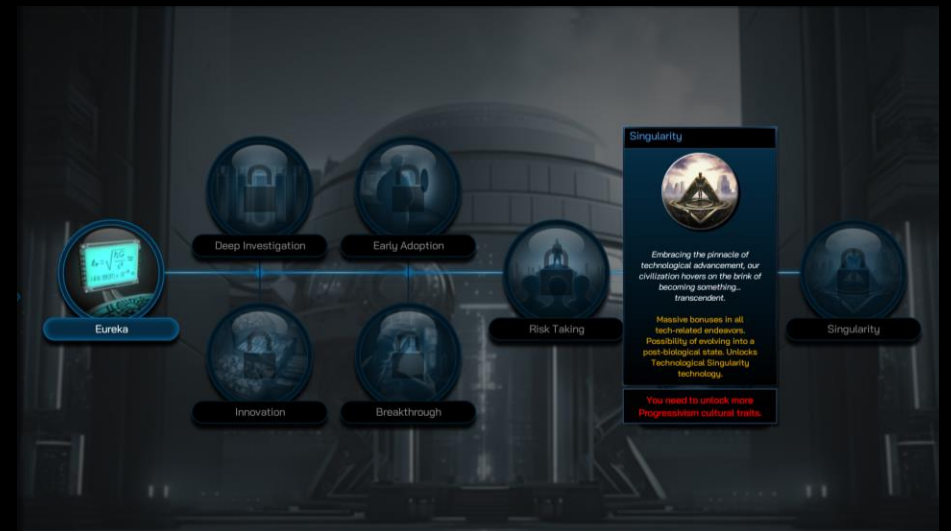 Singularity
Embracing the pinnacle of
technological advancement, our
civilization hovers on the brink of
becoming something...
transcendent.
Massive bonuses in all
tech-related endeavors.
Possibility of evolving into a
post-biological state. Unlocks
Technological Singularity
technology.
You need to unlock more
Progressivism cultural traits.
Deep Investigation
Early Adoption
Eureka
Risk Taking
Singularity
Innovation
Breakthrough